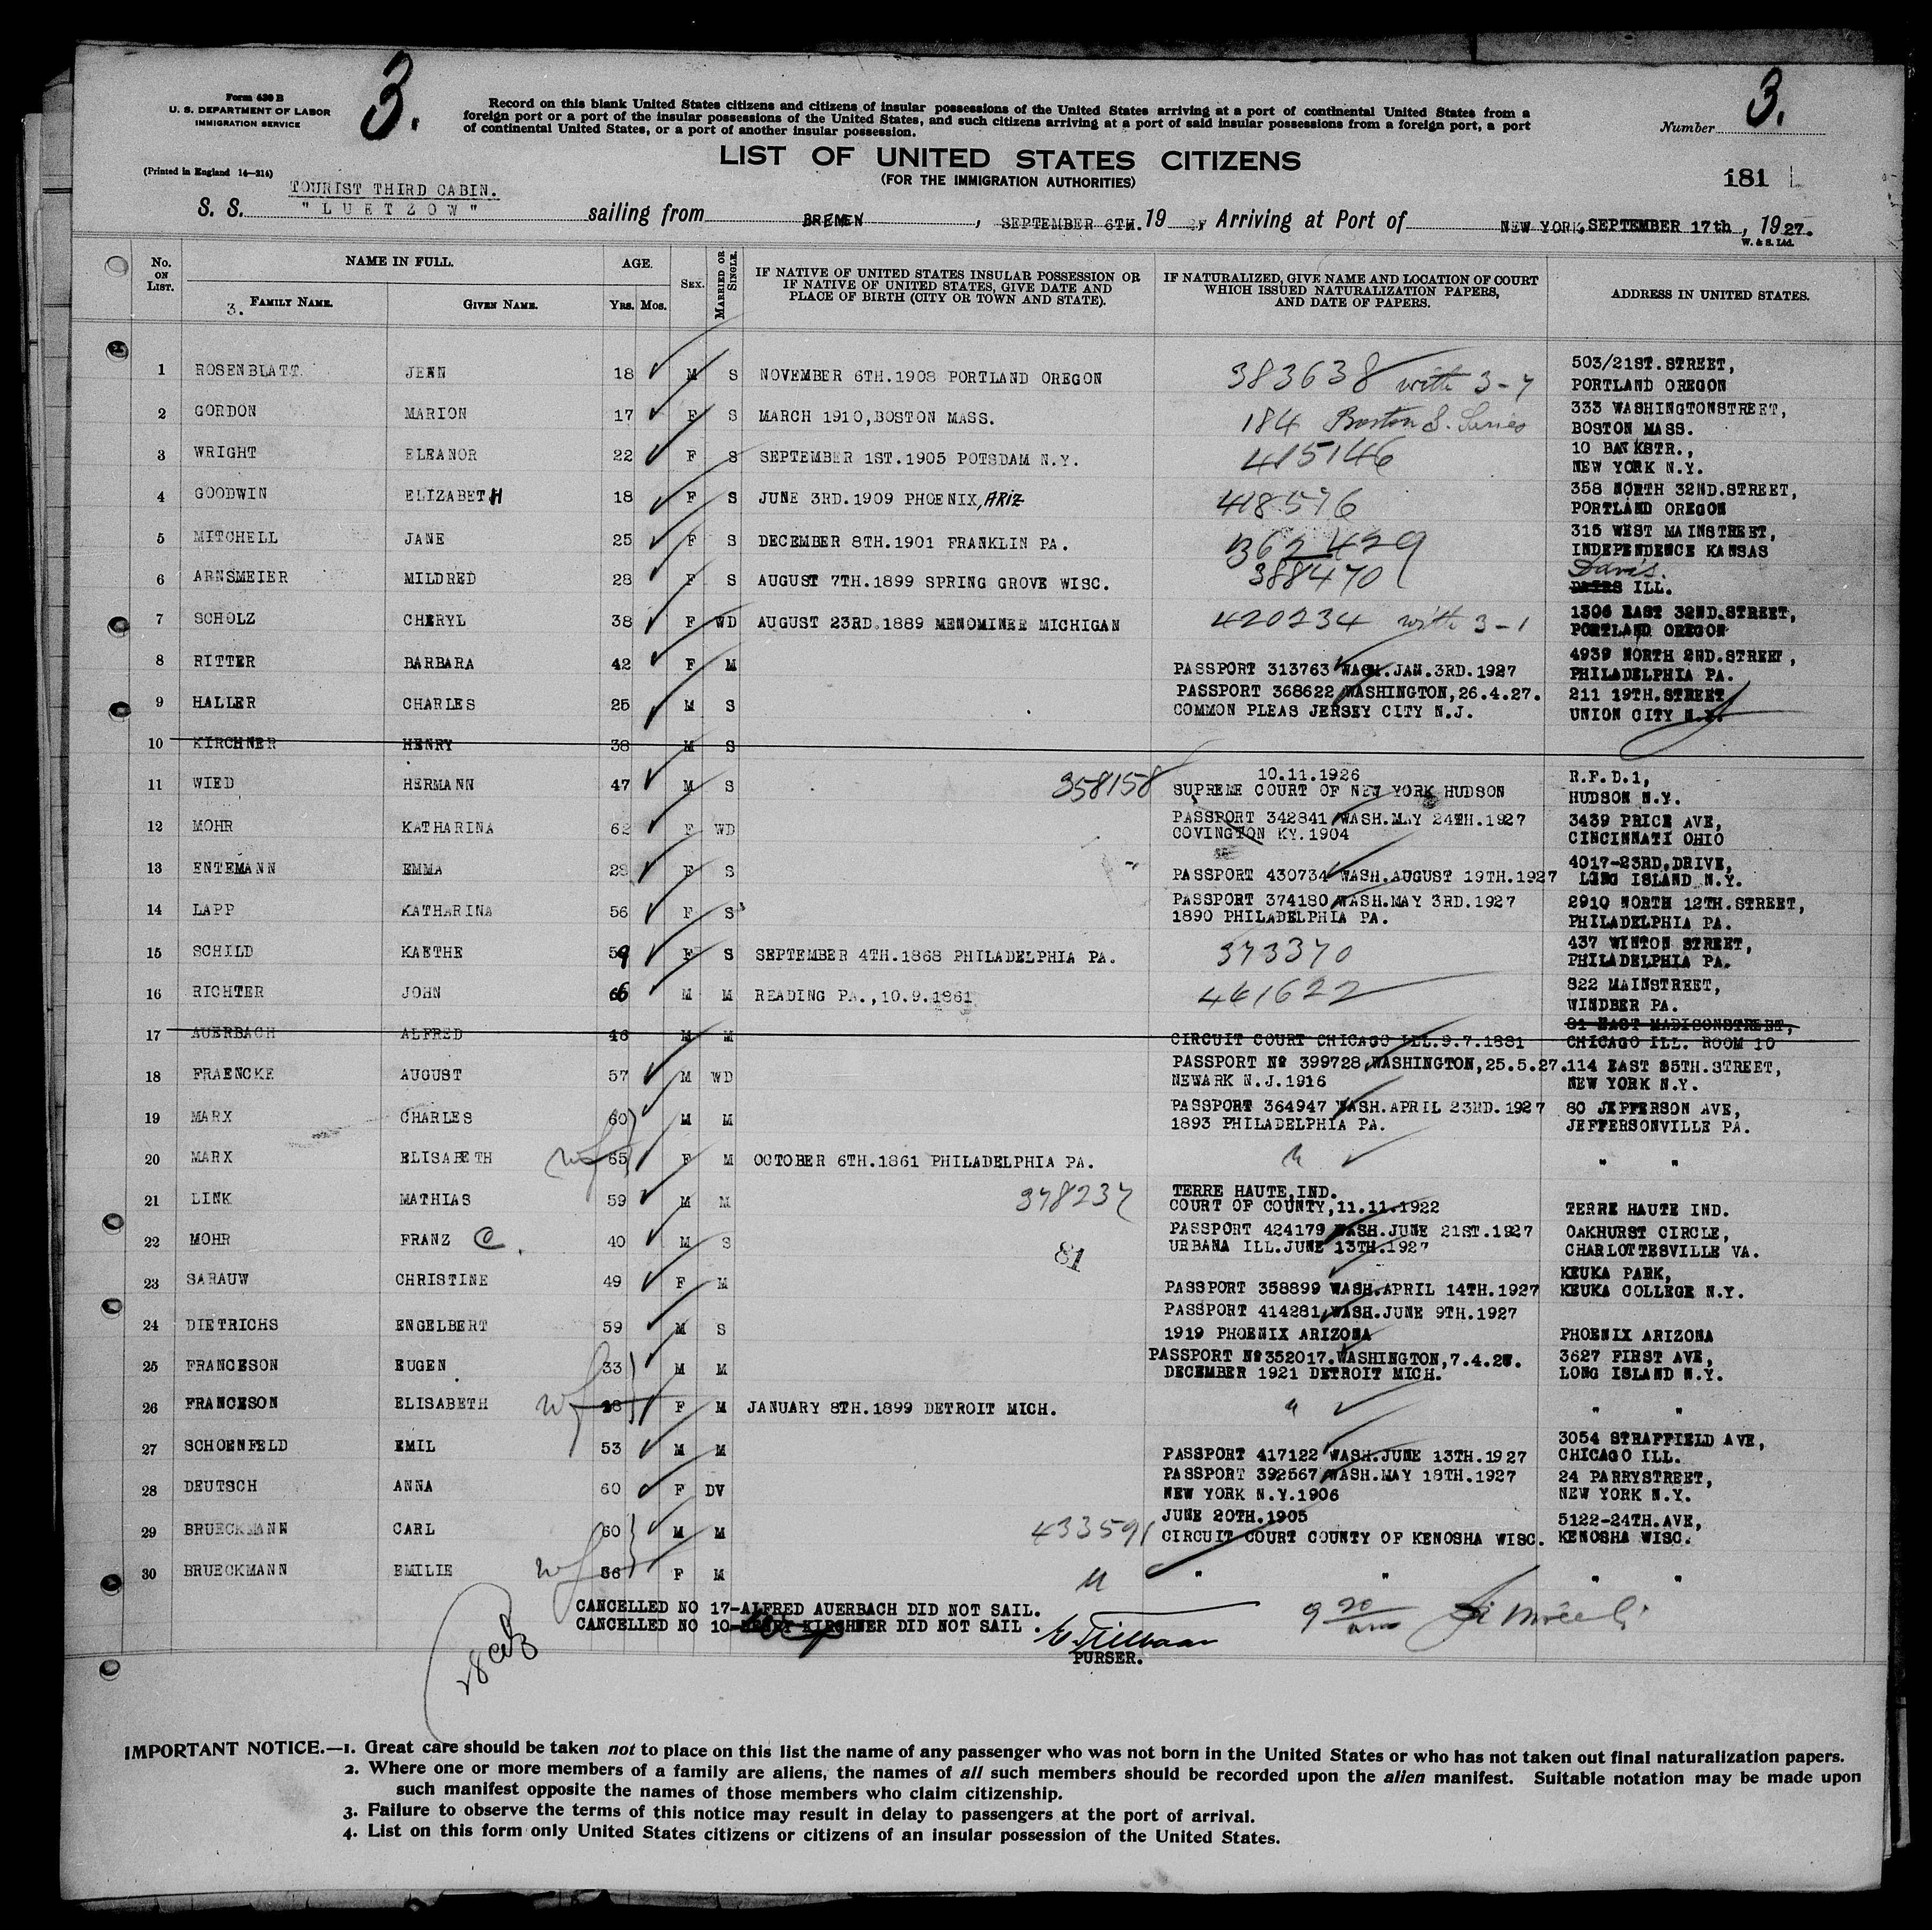 Form 630 B
U. S. DEPARTMENT OF LABOR
IMMIGRATION SERVICE
3.
Record on this blank United States citizens and citizens of insular possessions of the United States arriving at a port of continental United States from a
foreign port or a port of the insular possessions of the United States, and such citizens arriving at a port of said insular possessions from a foreign port, a port
of continental United States, or a port of another insular possession.
Number 3.
LIST OF UNITED STATES CITIZENS
(FOR THE IMMIGRATION AUTHORITIES)
(Printed in England 14—214)
181
TOURIST THIRD CABIN.
S. S. "LUETZOW" sailing from BREMEN, SEPTEMBER 6TH. 19 27 Arriving at Port of NEW YORK, SEPTEMBER 17th, 1927.
W. & S. Ltd.
No. ON LIST. NAME IN FULL. AGE. SEX. MARRIED OR SINGLE. IF NATIVE OF UNITED STATES INSULAR POSSESSION OR IF NATIVE OF UNITED STATES, GIVE DATE AND PLACE OF BIRTH (CITY OR TOWN AND STATE). IF NATURALIZED, GIVE NAME AND LOCATION OF COURT WHICH ISSUED NATURALIZATION PAPERS, AND DATE OF PAPERS. ADDRESS IN UNITED STATES.
3. FAMILY NAME. GIVEN NAME. Yrs. Mos.
1 ROSENBLATT JENN 18 M S NOVEMBER 6TH.1908 PORTLAND OREGON 383638 with 3-7 503/21ST.STREET,
PORTLAND OREGON
2 GORDON MARION 17 F S MARCH 1910,BOSTON MASS. 184 Boston S. Series 333 WASHINGTONSTREET,
BOSTON MASS.
3 WRIGHT ELEANOR 22 F S SEPTEMBER 1ST.1905 POTSDAM N.Y. 415146 10 BANKSTR.,
NEW YORK N.Y.
4 GOODWIN ELIZABETH 18 F S JUNE 3RD.1909 PHOENIX, ARIZ 418576 358 NORTH 32ND.STREET,
PORTLAND OREGON
5 MITCHELL JANE 25 F S DECEMBER 8TH.1901 FRANKLIN PA. 362429 315 WEST MAINSTREET,
INDEPENDENCE KANSAS
6 ARNSMEIER MILDRED 28 F S AUGUST 7TH.1899 SPRING GROVE WISC. 388470 Davis.
ILL.
7 SCHOLZ CHERYL 38 F WD AUGUST 23RD.1889 MENOMINEE MICHIGAN 420234 with 3-1 1306 EAST 32ND.STREET,
PORTLAND OREGON
8 RITTER BARBARA 42 F M PASSPORT 313763 WASH.JAN.3RD.1927 4939 NORTH 2ND.STREET,
PHILADELPHIA PA.
9 HALLER CHARLES 25 M S PASSPORT 368622 WASHINGTON,26.4.27. 211 19TH.STREET
COMMON PLEAS JERSEY CITY N.J. UNION CITY N.Y.
10 KIRCHNER HENRY 38 M S
11 WIED HERMANN 47 M S 358158 10.11.1926 R.F.D.1,
SUPREME COURT OF NEW YORK HUDSON HUDSON N.Y.
12 MOHR KATHARINA 62 F WD PASSPORT 342841 WASH.MAY 24TH.1927 3439 PRICE AVE,
COVINGTON KY.1904 CINCINNATI OHIO
13 ENTEMANN EMMA 28 F S PASSPORT 430734 WASH.AUGUST 19TH.1927 4017-23RD.DRIVE,
LONG ISLAND N.Y.
14 LAPP KATHARINA 56 F S PASSPORT 374180 WASH.MAY 3RD.1927 2910 NORTH 12TH.STREET,
1890 PHILADELPHIA PA. PHILADELPHIA PA.
15 SCHILD KAETHE 59 F S SEPTEMBER 4TH.1868 PHILADELPHIA PA. 373370 437 WINTON STREET,
PHILADELPHIA PA.
16 RICHTER JOHN 66 M M READING PA.,10.9.1861 461622 822 MAINSTREET,
WINDBER PA.
17 AUERBACH ALFRED 46 M M CIRCUIT COURT CHICAGO ILL.9.7.1881 81 EAST MADISONSTREET,
CHICAGO ILL. ROOM 10
18 FRAENCKE AUGUST 57 M WD PASSPORT No 399728 WASHINGTON,25.5.27. 114 EAST 85TH.STREET,
NEWARK N.J.1916 NEW YORK N.Y.
19 MARX CHARLES 60 M M PASSPORT 364947 WASH.APRIL 23RD.1927 80 JEFFERSON AVE,
1893 PHILADELPHIA PA. JEFFERSONVILLE PA.
20 MARX ELISABETH wf 65 F M OCTOBER 6TH.1861 PHILADELPHIA PA. " " "
21 LINK MATHIAS 59 M M 378237 TERRE HAUTE,IND.
COURT OF COUNTY,11.11.1922 TERRE HAUTE IND.
22 MOHR FRANZ C. 40 M S PASSPORT 424179 WASH.JUNE 21ST.1927 OAKHURST CIRCLE,
81 URBANA ILL.JUNE 13TH.1927 CHARLOTTESVILLE VA.
23 SARAUW CHRISTINE 49 F M PASSPORT 358899 WASH.APRIL 14TH.1927 KEUKA PARK,
KEUKA COLLEGE N.Y.
24 DIETRICHS ENGELBERT 59 M S PASSPORT 414281 WASH.JUNE 9TH.1927
1919 PHOENIX ARIZONA PHOENIX ARIZONA
25 FRANCESON EUGEN 33 M M PASSPORT No 352017.WASHINGTON,7.4.27. 3627 FIRST AVE,
DECEMBER 1921 DETROIT MICH. LONG ISLAND N.Y.
26 FRANCESON ELISABETH wf 28 F M JANUARY 8TH.1899 DETROIT MICH. " " "
27 SCHOENFELD EMIL 53 M M PASSPORT 417122 WASH.JUNE 13TH.1927 3054 STRAFFIELD AVE,
CHICAGO ILL.
28 DEUTSCH ANNA 60 F DV PASSPORT 392567 WASH.MAY 18TH.1927 24 PARRYSTREET,
NEW YORK N.Y.1906 NEW YORK N.Y.
29 BRUECKMANN CARL 60 M M 433591 JUNE 20TH.1905 5122-24TH.AVE,
CIRCUIT COURT COUNTY OF KENOSHA WISC. KENOSHA WISC.
30 BRUECKMANN EMILIE wf 56 F M " " " " "
CANCELLED NO 17-ALFRED AUERBACH DID NOT SAIL.
CANCELLED NO 10-HENRY KIRCHNER DID NOT SAIL.
PURSER.
9 20 am
28 cit
IMPORTANT NOTICE.—1. Great care should be taken not to place on this list the name of any passenger who was not born in the United States or who has not taken out final naturalization papers.
2. Where one or more members of a family are aliens, the names of all such members should be recorded upon the alien manifest. Suitable notation may be made upon
such manifest opposite the names of those members who claim citizenship.
3. Failure to observe the terms of this notice may result in delay to passengers at the port of arrival.
4. List on this form only United States citizens or citizens of an insular possession of the United States.